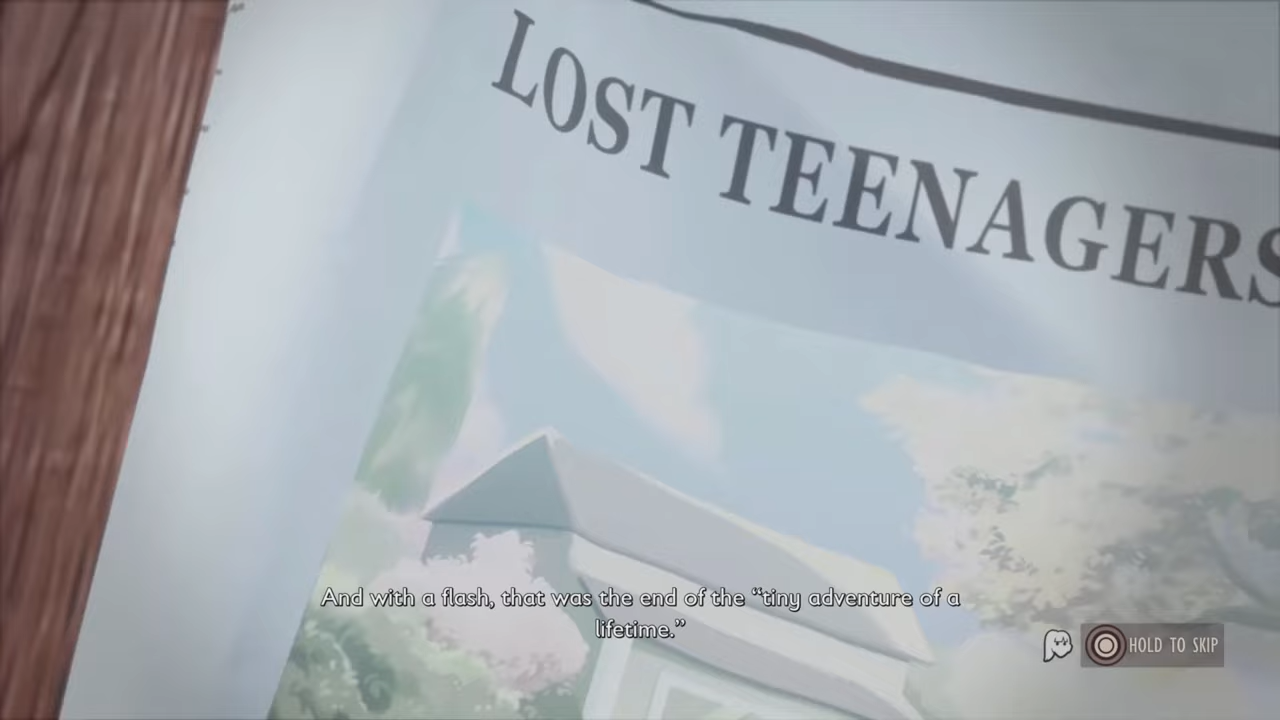 LOST TEENAGERS
And with a flash, that was the end of the “tiny adventure of a
lifetime.”
HOLD TO SKIP